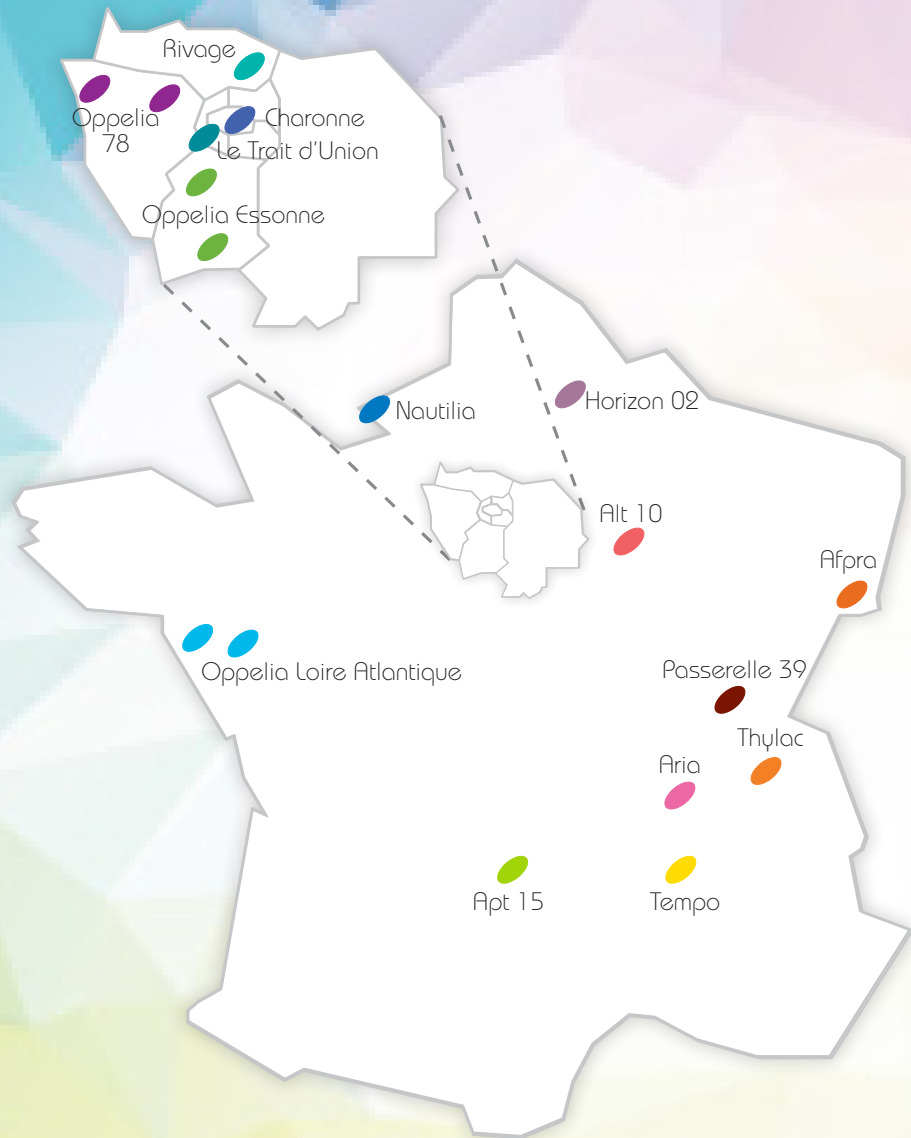 Rivage
Oppelia
78
Charonne
Le Trait d'Union
Oppelia Essonne
Nautilia
Horizon 02
Alt 10
Afpra
Oppelia Loire Atlantique
Passerelle 39
Thylac
Aria
Apt 15
Tempo